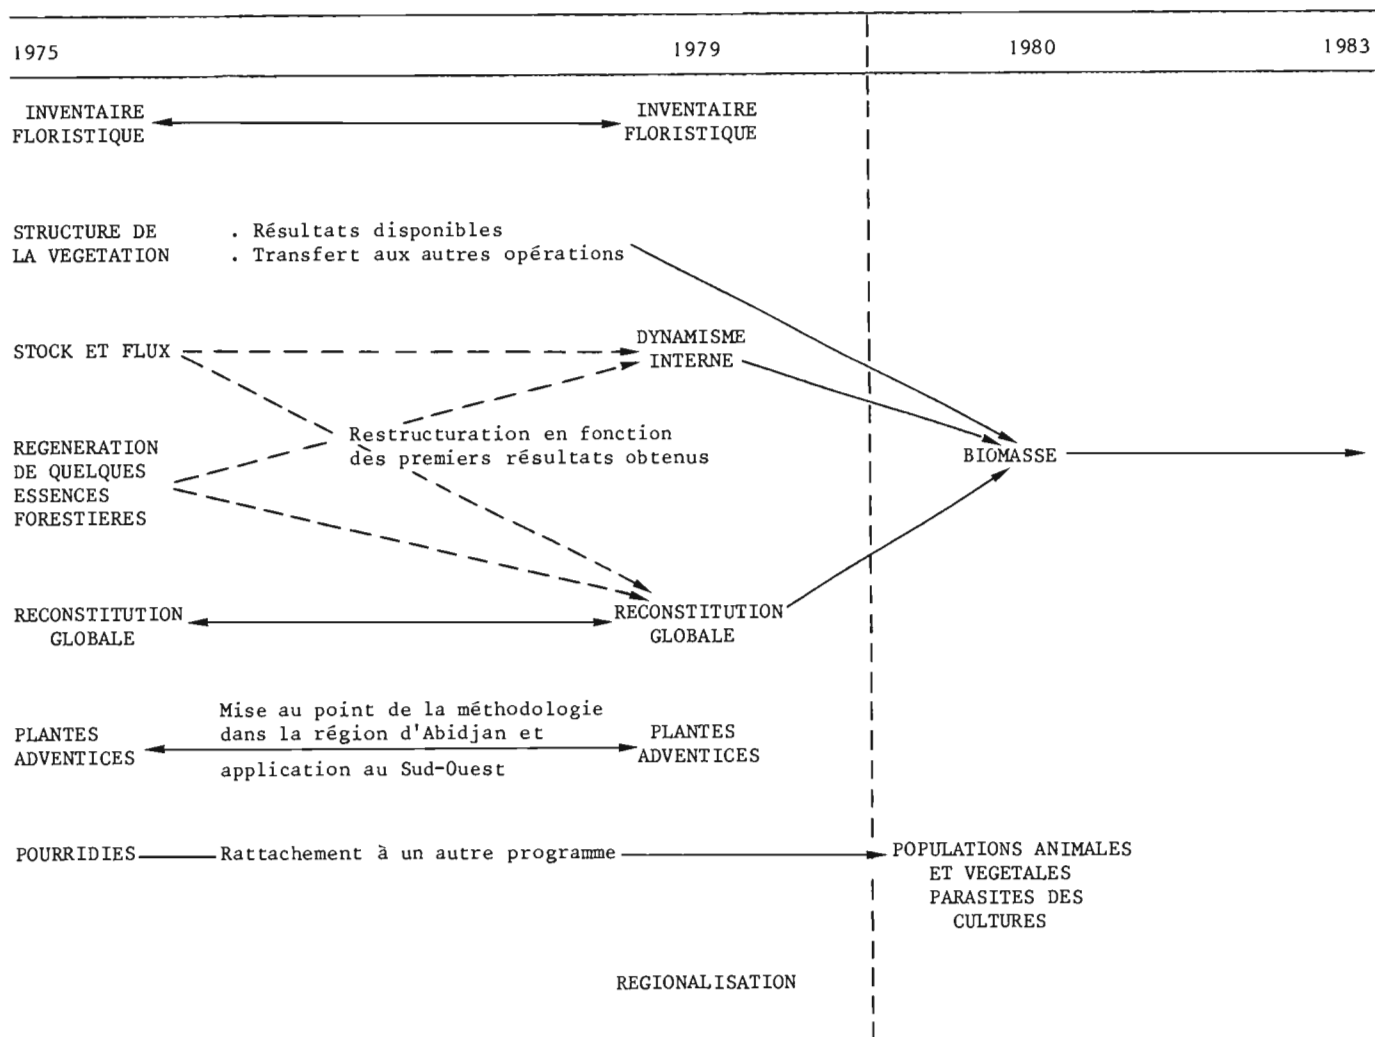 1975 1979 1980 1983
INVENTAIRE
FLORISTIQUE
INVENTAIRE
FLORISTIQUE
STRUCTURE DE
LA VEGETATION
. Résultats disponibles
. Transfert aux autres opérations
STOCK ET FLUX
DYNAMISME
INTERNE
REGENERATION
DE QUELQUES
ESSENCES
FORESTIERES
Restructuration en fonction
des premiers résultats obtenus
BIOMASSE
RECONSTITUTION
GLOBALE
RECONSTITUTION
GLOBALE
PLANTES
ADVENTICES
Mise au point de la méthodologie
dans la région d'Abidjan et
application au Sud-Ouest
PLANTES
ADVENTICES
POURRIDIES
Rattachement à un autre programme
POPULATIONS ANIMALES
ET VEGETALES
PARASITES DES
CULTURES
REGIONALISATION